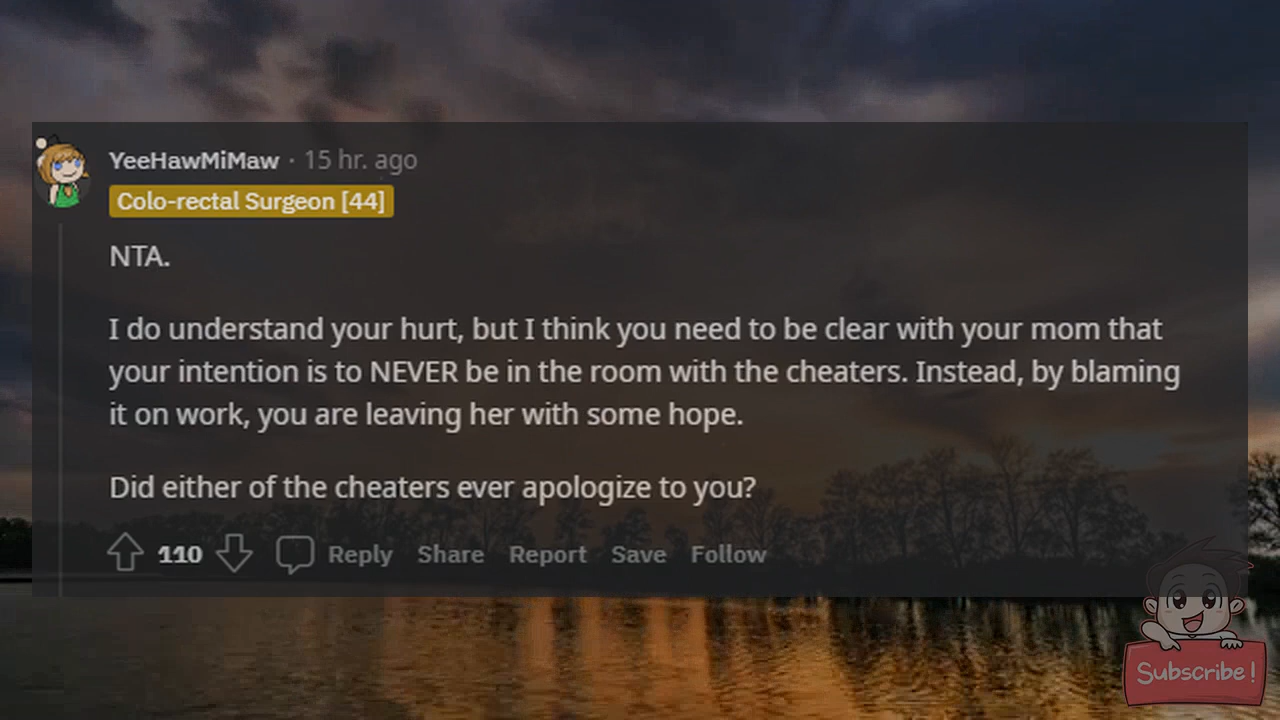 YeeHawMiMaw · 15 hr. ago
Colo-rectal Surgeon [44]
NTA.
I do understand your hurt, but I think you need to be clear with your mom that
your intention is to NEVER be in the room with the cheaters. Instead, by blaming
it on work, you are leaving her with some hope.
Did either of the cheaters ever apologize to you?
110 Reply Share Report Save Follow
Subscribe!